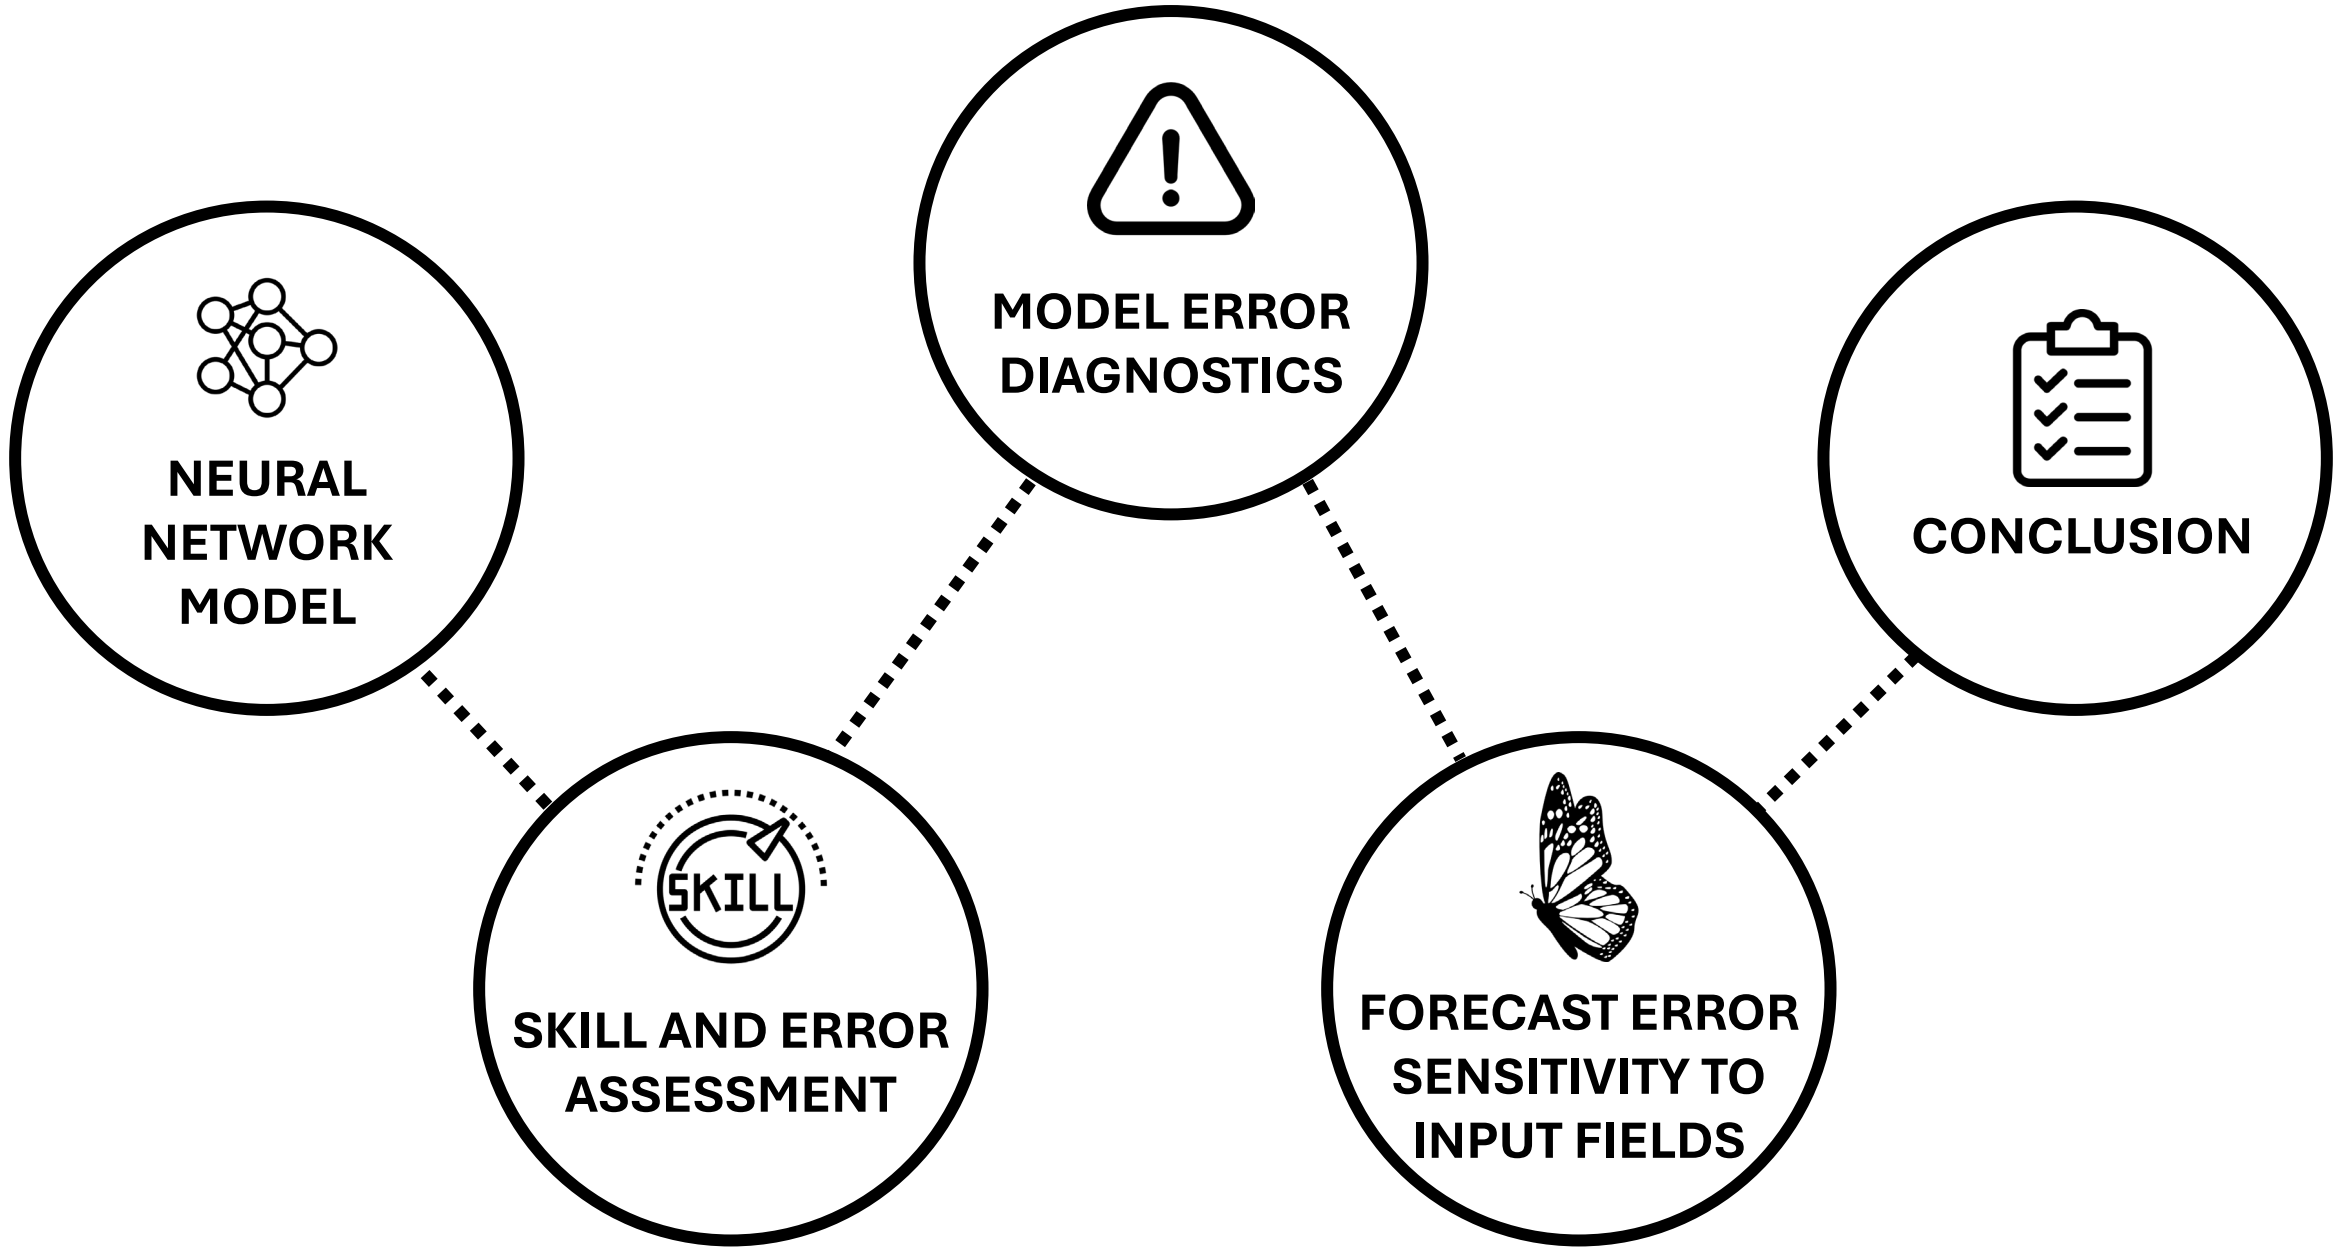 NEURAL
NETWORK
MODEL
SKILL
SKILL AND ERROR
ASSESSMENT
MODEL ERROR
DIAGNOSTICS
FORECAST ERROR
SENSITIVITY TO
INPUT FIELDS
CONCLUSION